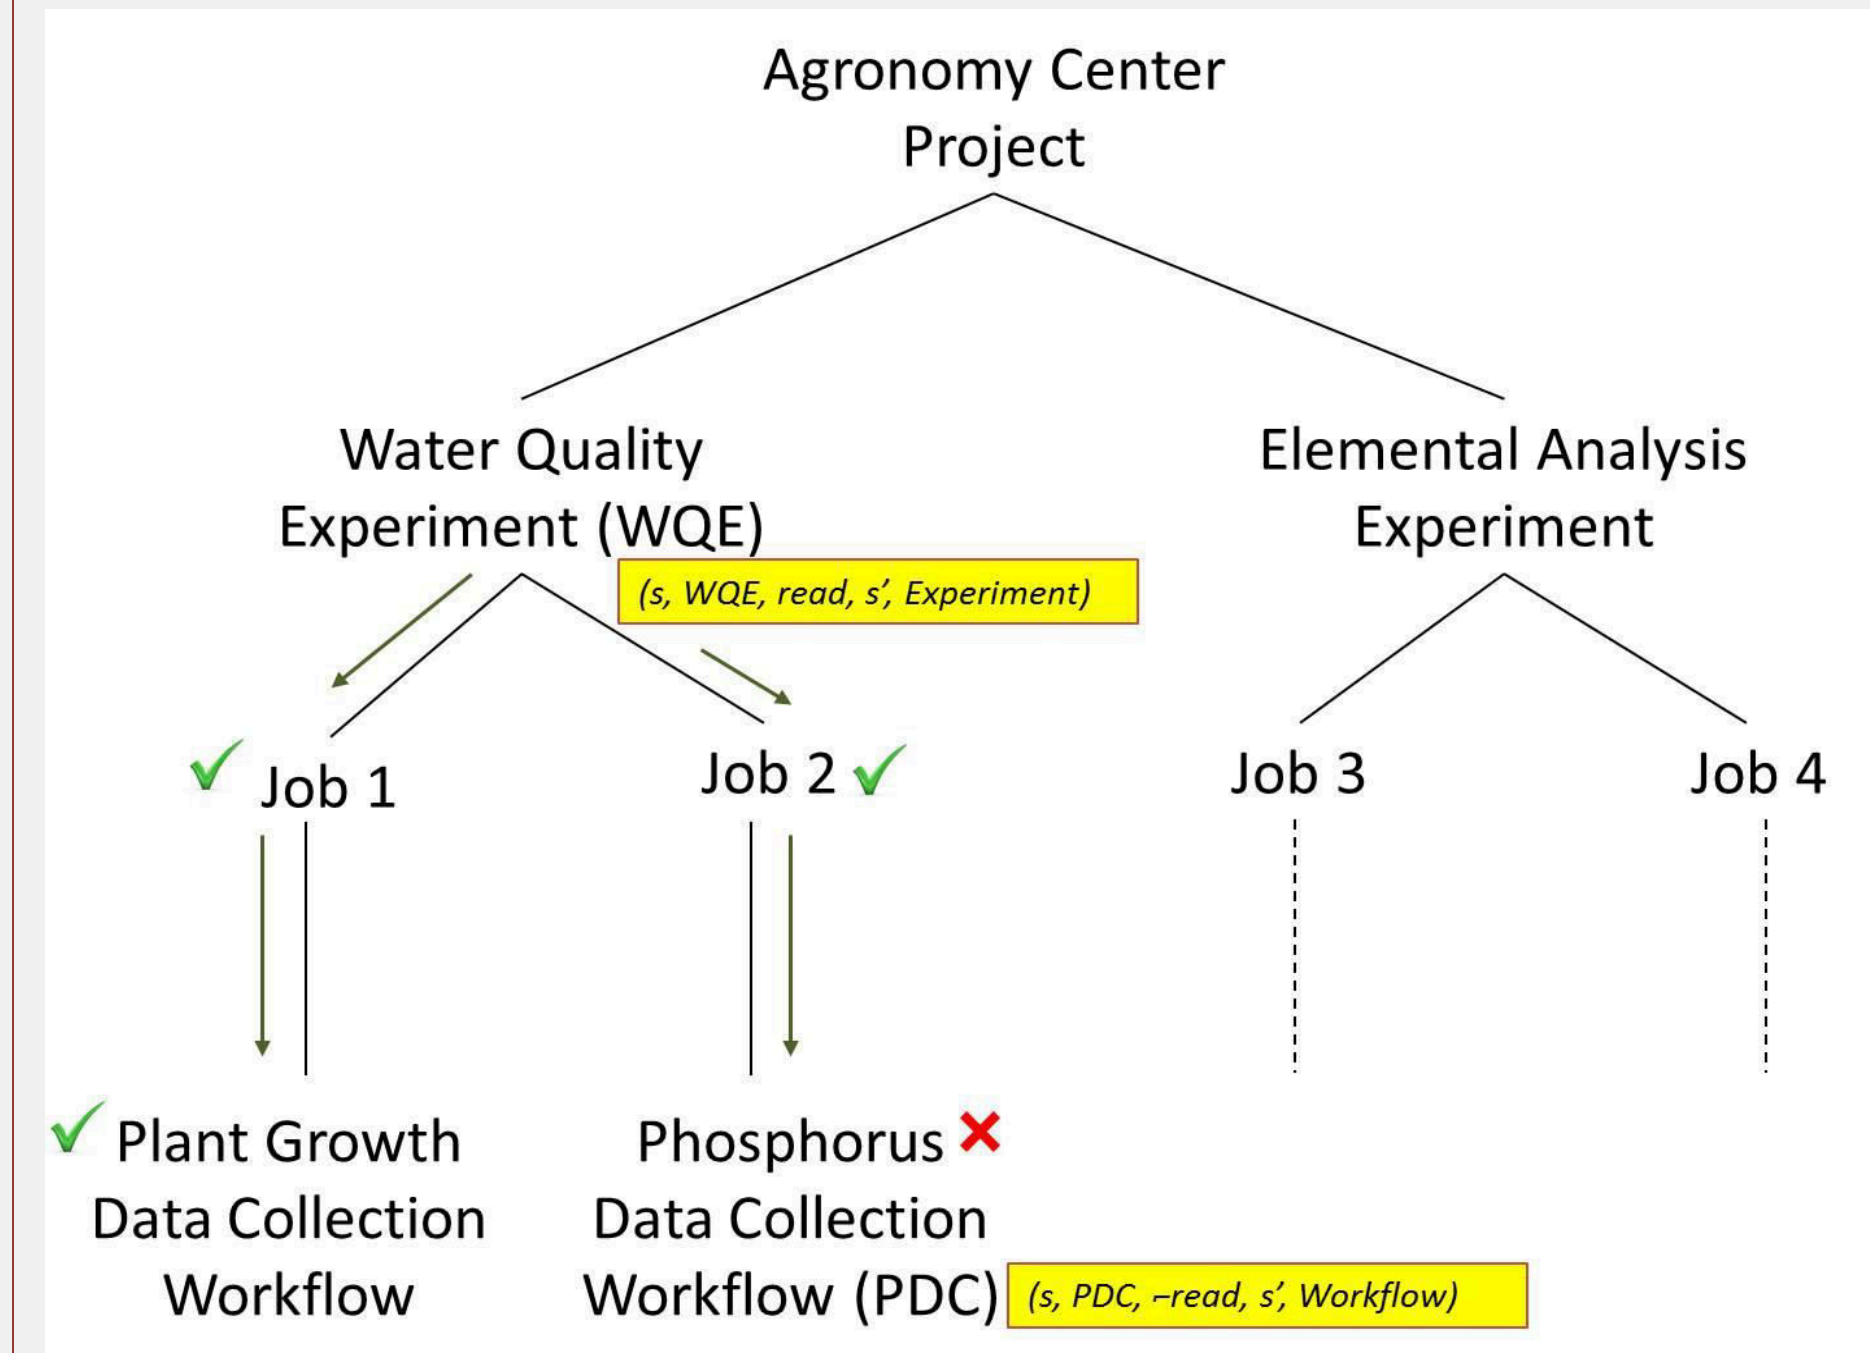 Agronomy Center
Project
Water Quality
Experiment (WQE)
Elemental Analysis
Experiment
(s, WQE, read, s’, Experiment)
Job 1
Job 2
Job 3
Job 4
Plant Growth
Data Collection
Workflow
Phosphorus
Data Collection
Workflow (PDC)
(s, PDC, ⌐read, s’, Workflow)